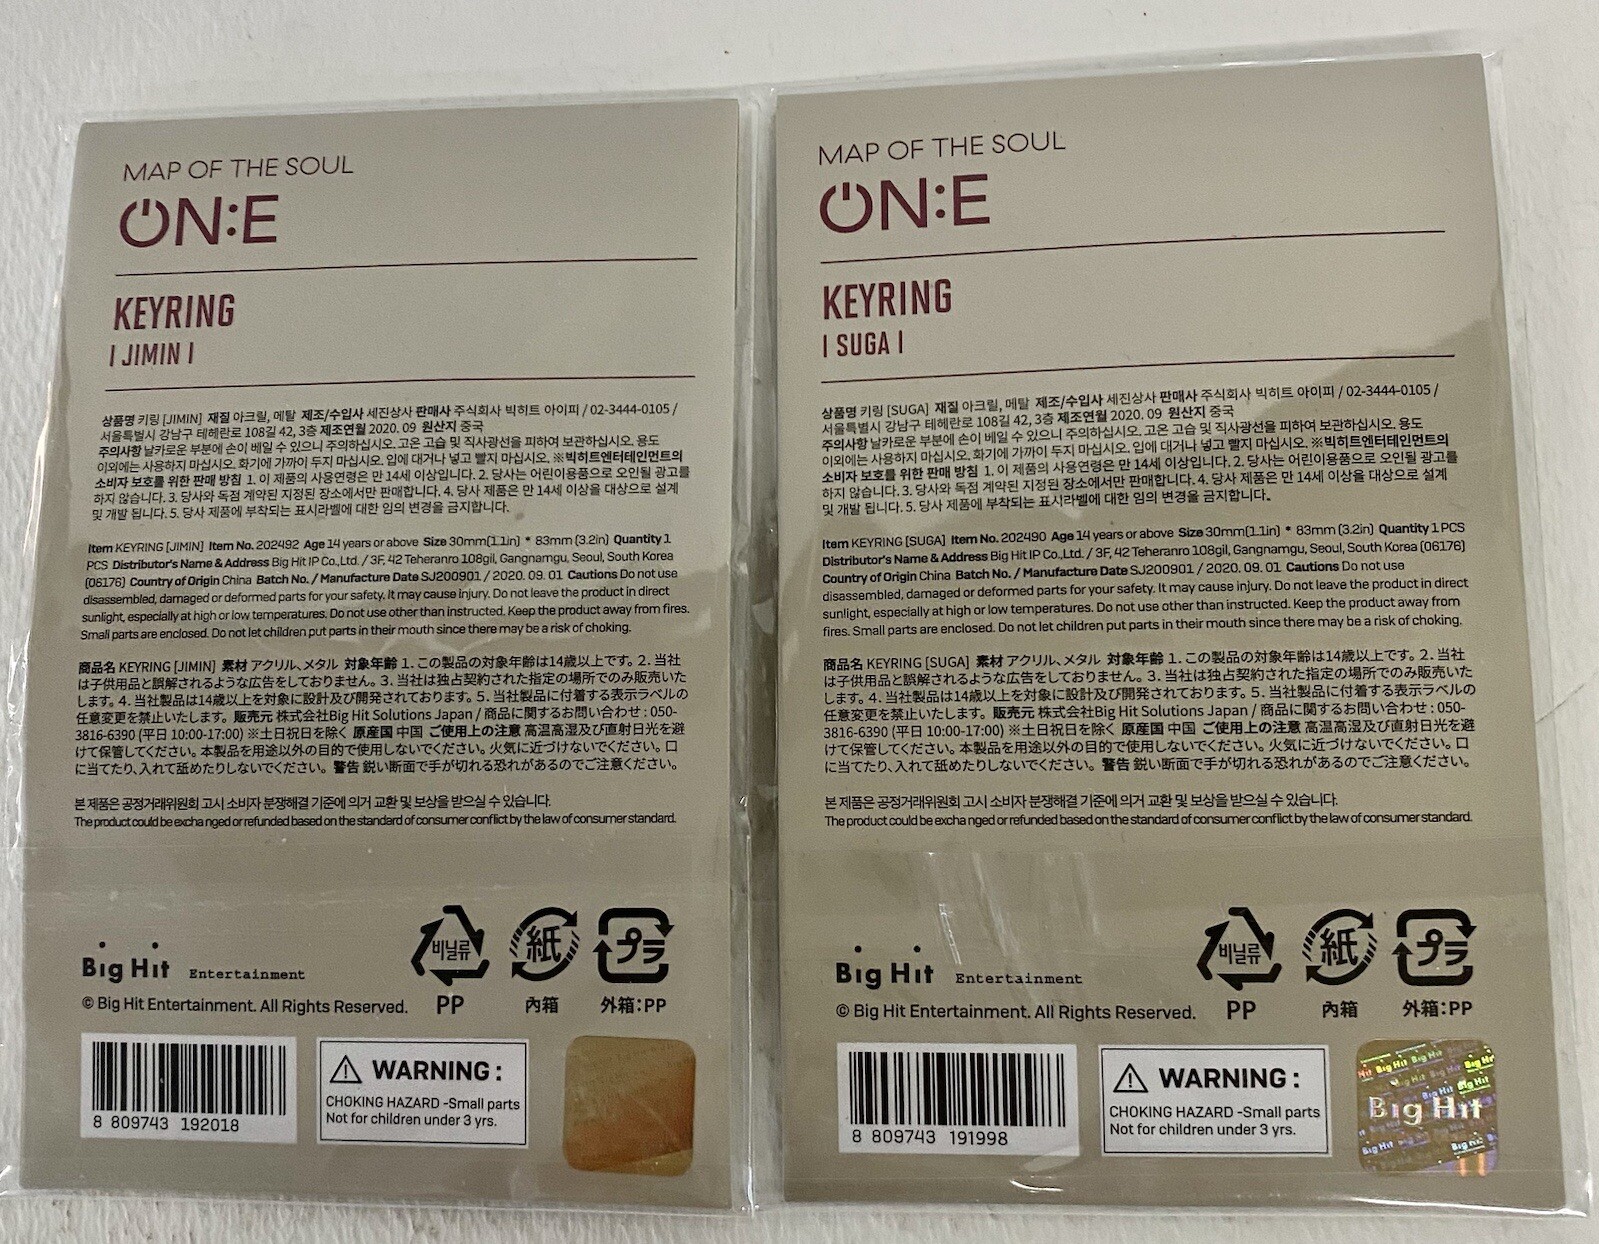 MAP OF THE SOUL
ON:E
KEYRING
| JIMIN |
상품명 키링 [JIMIN] 재질 아크릴, 메탈 제조/수입사 세진상사 판매사 주식회사 빅히트 아이피 / 02-3444-0105 /
서울특별시 강남구 테헤란로 108길 42, 3층 제조연월 2020. 09 원산지 중국
주의사항 날카로운 부분에 손이 베일 수 있으니 주의하십시오. 고온 고습 및 직사광선을 피하여 보관하십시오. 용도
이외에는 사용하지 마십시오. 화기에 가까이 두지 마십시오. 입에 대거나 넣고 빨지 마십시오. ※빅히트엔터테인먼트의
소비자 보호를 위한 판매 방침 1. 이 제품의 사용연령은 만 14세 이상입니다. 2. 당사는 어린이용품으로 오인될 광고를
하지 않습니다. 3. 당사와 독점 계약된 지정된 장소에서만 판매합니다. 4. 당사 제품은 만 14세 이상을 대상으로 설계
및 개발 됩니다. 5. 당사 제품에 부착되는 표시라벨에 대한 임의 변경을 금지합니다.
Item KEYRING [JIMIN] Item No. 202492 Age 14 years or above Size 30mm(1.1in) * 83mm (3.2in) Quantity 1
PCS Distributor's Name & Address Big Hit IP Co.,Ltd. / 3F, 42 Teheranro 108gil, Gangnamgu, Seoul, South Korea
(06176) Country of Origin China Batch No. / Manufacture Date SJ200901 / 2020. 09. 01 Cautions Do not use
disassembled, damaged or deformed parts for your safety. It may cause injury. Do not leave the product in direct
sunlight, especially at high or low temperatures. Do not use other than instructed. Keep the product away from fires.
Small parts are enclosed. Do not let children put parts in their mouth since there may be a risk of choking.
商品名 KEYRING [JIMIN] 素材 アクリル、メタル 対象年齢 1. この製品の対象年齢は14歳以上です。2. 当社
は子供用品と誤解されるような広告をしておりません。3. 当社は独占契約された指定の場所でのみ販売いた
します。4. 当社製品は14歳以上を対象に設計及び開発されております。5. 当社製品に付着する表示ラベルの
任意変更を禁止いたします。販売元 株式会社Big Hit Solutions Japan / 商品に関するお問い合わせ : 050-
3816-6390 (平日 10:00-17:00) ※土日祝日を除く 原産国 中国 ご使用上の注意 高温高湿及び直射日光を避
けて保管してください。本製品を用途以外の目的で使用しないでください。火気に近づけないでください。口
に当てたり、入れて舐めたりしないでください。警告 鋭い断面で手が切れる恐れがあるのでご注意ください。
본 제품은 공정거래위원회 고시 소비자 분쟁해결 기준에 의거 교환 및 보상을 받으실 수 있습니다.
The product could be excha nged or refunded based on the standard of consumer conflict by the law of consumer standard.
Big Hit Entertainment
© Big Hit Entertainment. All Rights Reserved.
비닐류 紙 プラ
PP 內箱 外箱:PP
8 809743 192018
WARNING :
CHOKING HAZARD -Small parts
Not for children under 3 yrs.
MAP OF THE SOUL
ON:E
KEYRING
| SUGA |
상품명 키링 [SUGA] 재질 아크릴, 메탈 제조/수입사 세진상사 판매사 주식회사 빅히트 아이피 / 02-3444-0105 /
서울특별시 강남구 테헤란로 108길 42, 3층 제조연월 2020. 09 원산지 중국
주의사항 날카로운 부분에 손이 베일 수 있으니 주의하십시오. 고온 고습 및 직사광선을 피하여 보관하십시오. 용도
이외에는 사용하지 마십시오. 화기에 가까이 두지 마십시오. 입에 대거나 넣고 빨지 마십시오. ※빅히트엔터테인먼트의
소비자 보호를 위한 판매 방침 1. 이 제품의 사용연령은 만 14세 이상입니다. 2. 당사는 어린이용품으로 오인될 광고를
하지 않습니다. 3. 당사와 독점 계약된 지정된 장소에서만 판매합니다. 4. 당사 제품은 만 14세 이상을 대상으로 설계
및 개발 됩니다. 5. 당사 제품에 부착되는 표시라벨에 대한 임의 변경을 금지합니다.
Item KEYRING [SUGA] Item No. 202490 Age 14 years or above Size 30mm(1.1in) * 83mm (3.2in) Quantity 1 PCS
Distributor's Name & Address Big Hit IP Co.,Ltd. / 3F, 42 Teheranro 108gil, Gangnamgu, Seoul, South Korea (06176)
Country of Origin China Batch No. / Manufacture Date SJ200901 / 2020. 09. 01 Cautions Do not use
disassembled, damaged or deformed parts for your safety. It may cause injury. Do not leave the product in direct
sunlight, especially at high or low temperatures. Do not use other than instructed. Keep the product away from
fires. Small parts are enclosed. Do not let children put parts in their mouth since there may be a risk of choking.
商品名 KEYRING [SUGA] 素材 アクリル、メタル 対象年齢 1. この製品の対象年齢は14歳以上です。2. 当社
は子供用品と誤解されるような広告をしておりません。3. 当社は独占契約された指定の場所でのみ販売いた
します。4. 当社製品は14歳以上を対象に設計及び開発されております。5. 当社製品に付着する表示ラベルの
任意変更を禁止いたします。販売元 株式会社Big Hit Solutions Japan / 商品に関するお問い合わせ : 050-
3816-6390 (平日 10:00-17:00) ※土日祝日を除く 原産国 中国 ご使用上の注意 高温高湿及び直射日光を避
けて保管してください。本製品を用途以外の目的で使用しないでください。火気に近づけないでください。口
に当てたり、入れて舐めたりしないでください。警告 鋭い断面で手が切れる恐れがあるのでご注意ください。
본 제품은 공정거래위원회 고시 소비자 분쟁해결 기준에 의거 교환 및 보상을 받으실 수 있습니다.
The product could be excha nged or refunded based on the standard of consumer conflict by the law of consumer standard.
Big Hit Entertainment
© Big Hit Entertainment. All Rights Reserved.
비닐류 紙 プラ
PP 內箱 外箱:PP
8 809743 191998
WARNING :
CHOKING HAZARD -Small parts
Not for children under 3 yrs.
Big Hit